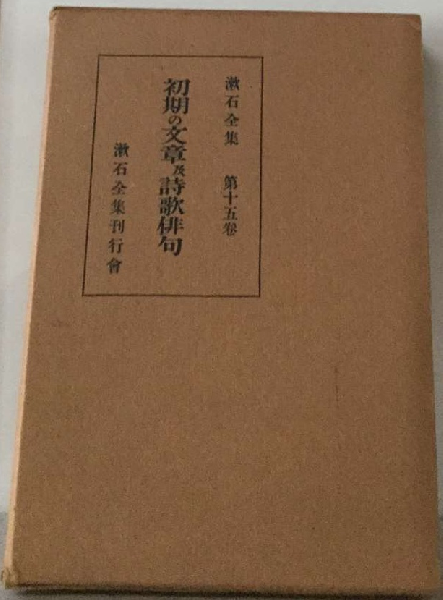 漱石全集 第十五卷
初期の文章及詩歌俳句
漱石全集刊行會